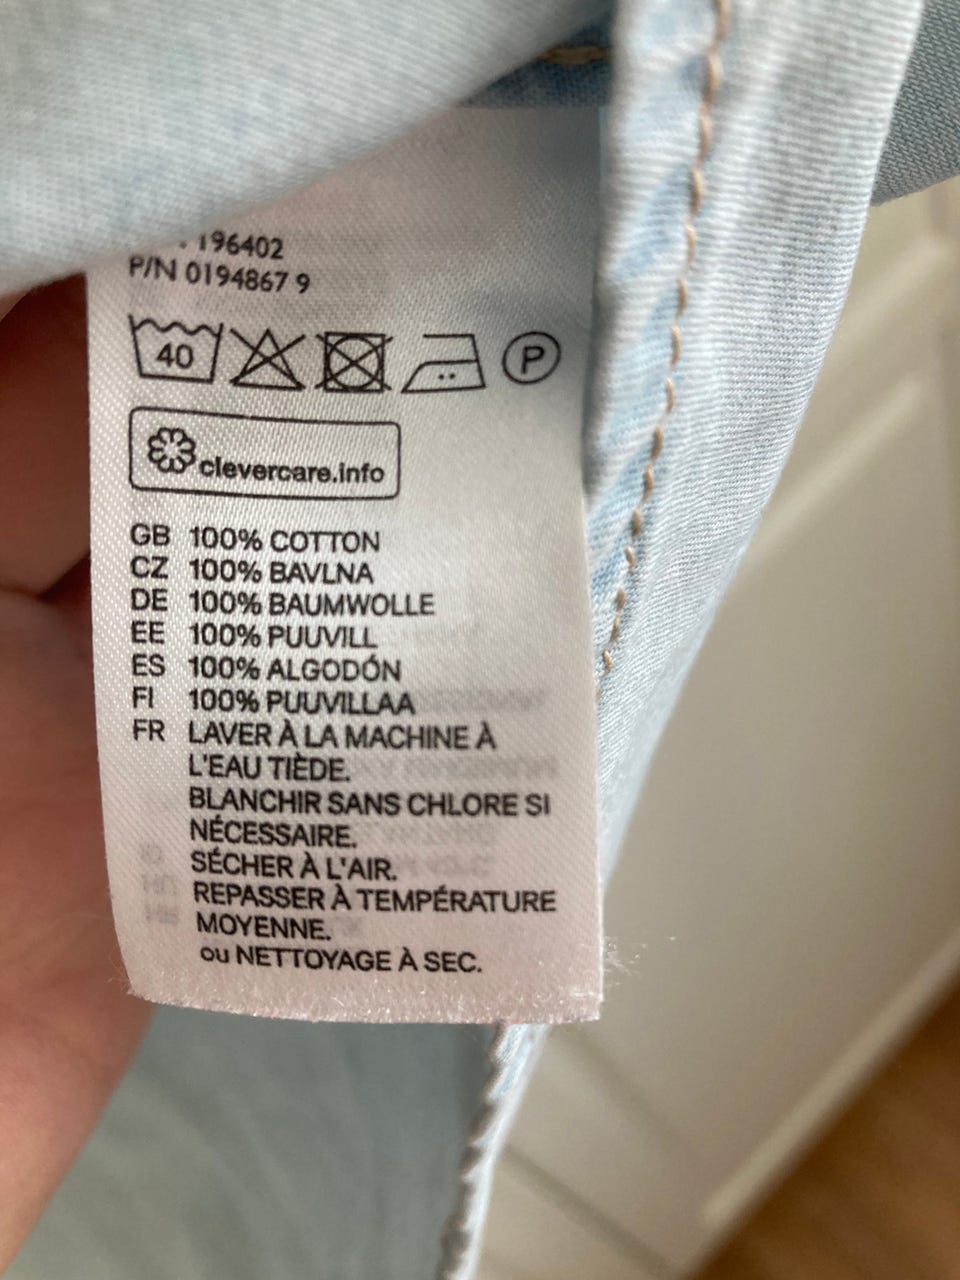 196402
P/N 0194867 9
40
P
clevercare.info
GB 100% COTTON
CZ 100% BAVLNA
DE 100% BAUMWOLLE
EE 100% PUUVILL
ES 100% ALGODÓN
FI 100% PUUVILLAA
FR LAVER À LA MACHINE À
L'EAU TIÈDE.
BLANCHIR SANS CHLORE SI
NÉCESSAIRE.
SÉCHER À L'AIR.
REPASSER À TEMPÉRATURE
MOYENNE.
ou NETTOYAGE À SEC.